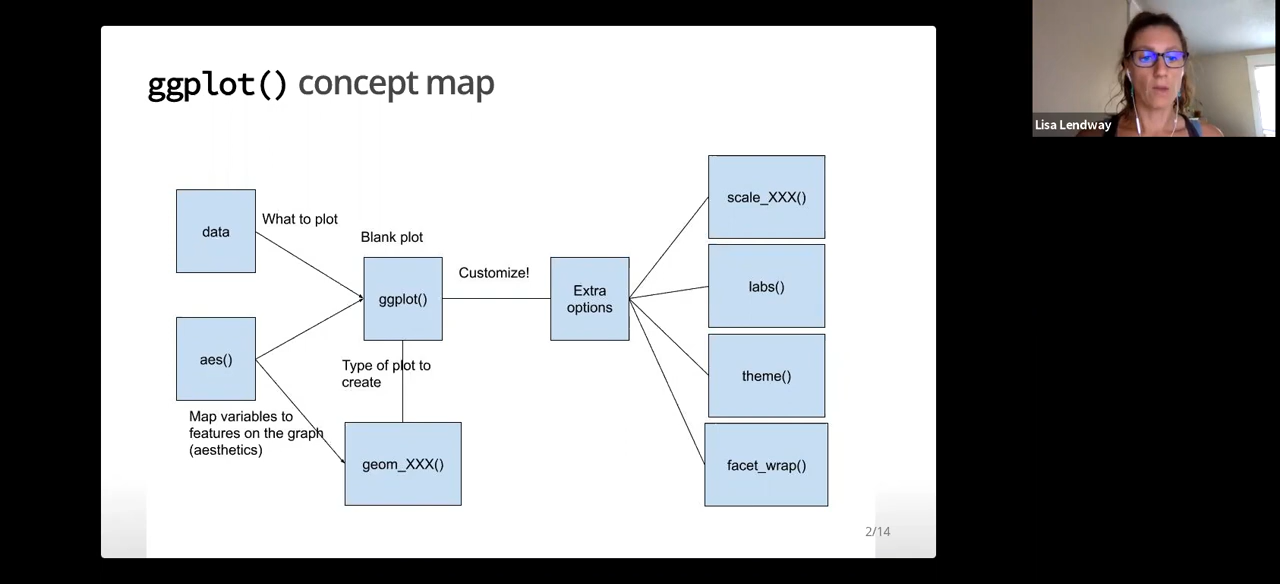 ggplot() concept map
Lisa Lendway
data
What to plot
Blank plot
ggplot()
Customize!
Extra
options
scale_XXX()
labs()
theme()
facet_wrap()
aes()
Type of plot to
create
Map variables to
features on the graph
(aesthetics)
geom_XXX()
2/14